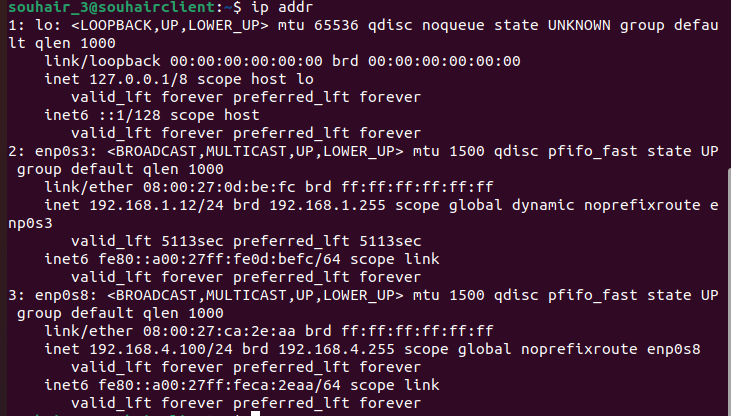 souhair_3@souhairclient:~$ ip addr
1: lo: <LOOPBACK,UP,LOWER_UP> mtu 65536 qdisc noqueue state UNKNOWN group defau
lt qlen 1000
link/loopback 00:00:00:00:00:00 brd 00:00:00:00:00:00
inet 127.0.0.1/8 scope host lo
valid_lft forever preferred_lft forever
inet6 ::1/128 scope host
valid_lft forever preferred_lft forever
2: enp0s3: <BROADCAST,MULTICAST,UP,LOWER_UP> mtu 1500 qdisc pfifo_fast state UP
group default qlen 1000
link/ether 08:00:27:0d:be:fc brd ff:ff:ff:ff:ff:ff
inet 192.168.1.12/24 brd 192.168.1.255 scope global dynamic noprefixroute e
np0s3
valid_lft 5113sec preferred_lft 5113sec
inet6 fe80::a00:27ff:fe0d:befc/64 scope link
valid_lft forever preferred_lft forever
3: enp0s8: <BROADCAST,MULTICAST,UP,LOWER_UP> mtu 1500 qdisc pfifo_fast state UP
group default qlen 1000
link/ether 08:00:27:ca:2e:aa brd ff:ff:ff:ff:ff:ff
inet 192.168.4.100/24 brd 192.168.4.255 scope global noprefixroute enp0s8
valid_lft forever preferred_lft forever
inet6 fe80::a00:27ff:feca:2eaa/64 scope link
valid_lft forever preferred_lft forever